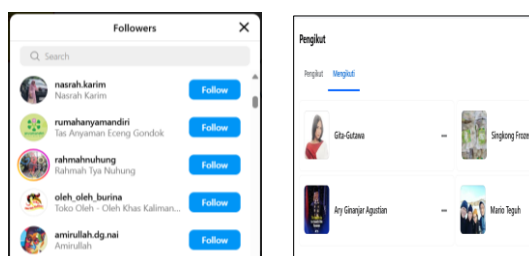 Followers
Search
nasrah.karim
Nasrah Karim
Follow
rumahanyamandiri
Tas Anyaman Eceng Gondok
Follow
rahmahnuhung
Rahmah Tya Nuhung
Follow
oleh_oleh_burina
Toko Oleh - Oleh Khas Kaliman...
Follow
amirullah.dg.nai
Amirullah
Follow
Pengikut
Pengikut Mengikuti
Gita-Gutawa
Singkong Froze
Ary Ginanjar Agustian
Mario Teguh